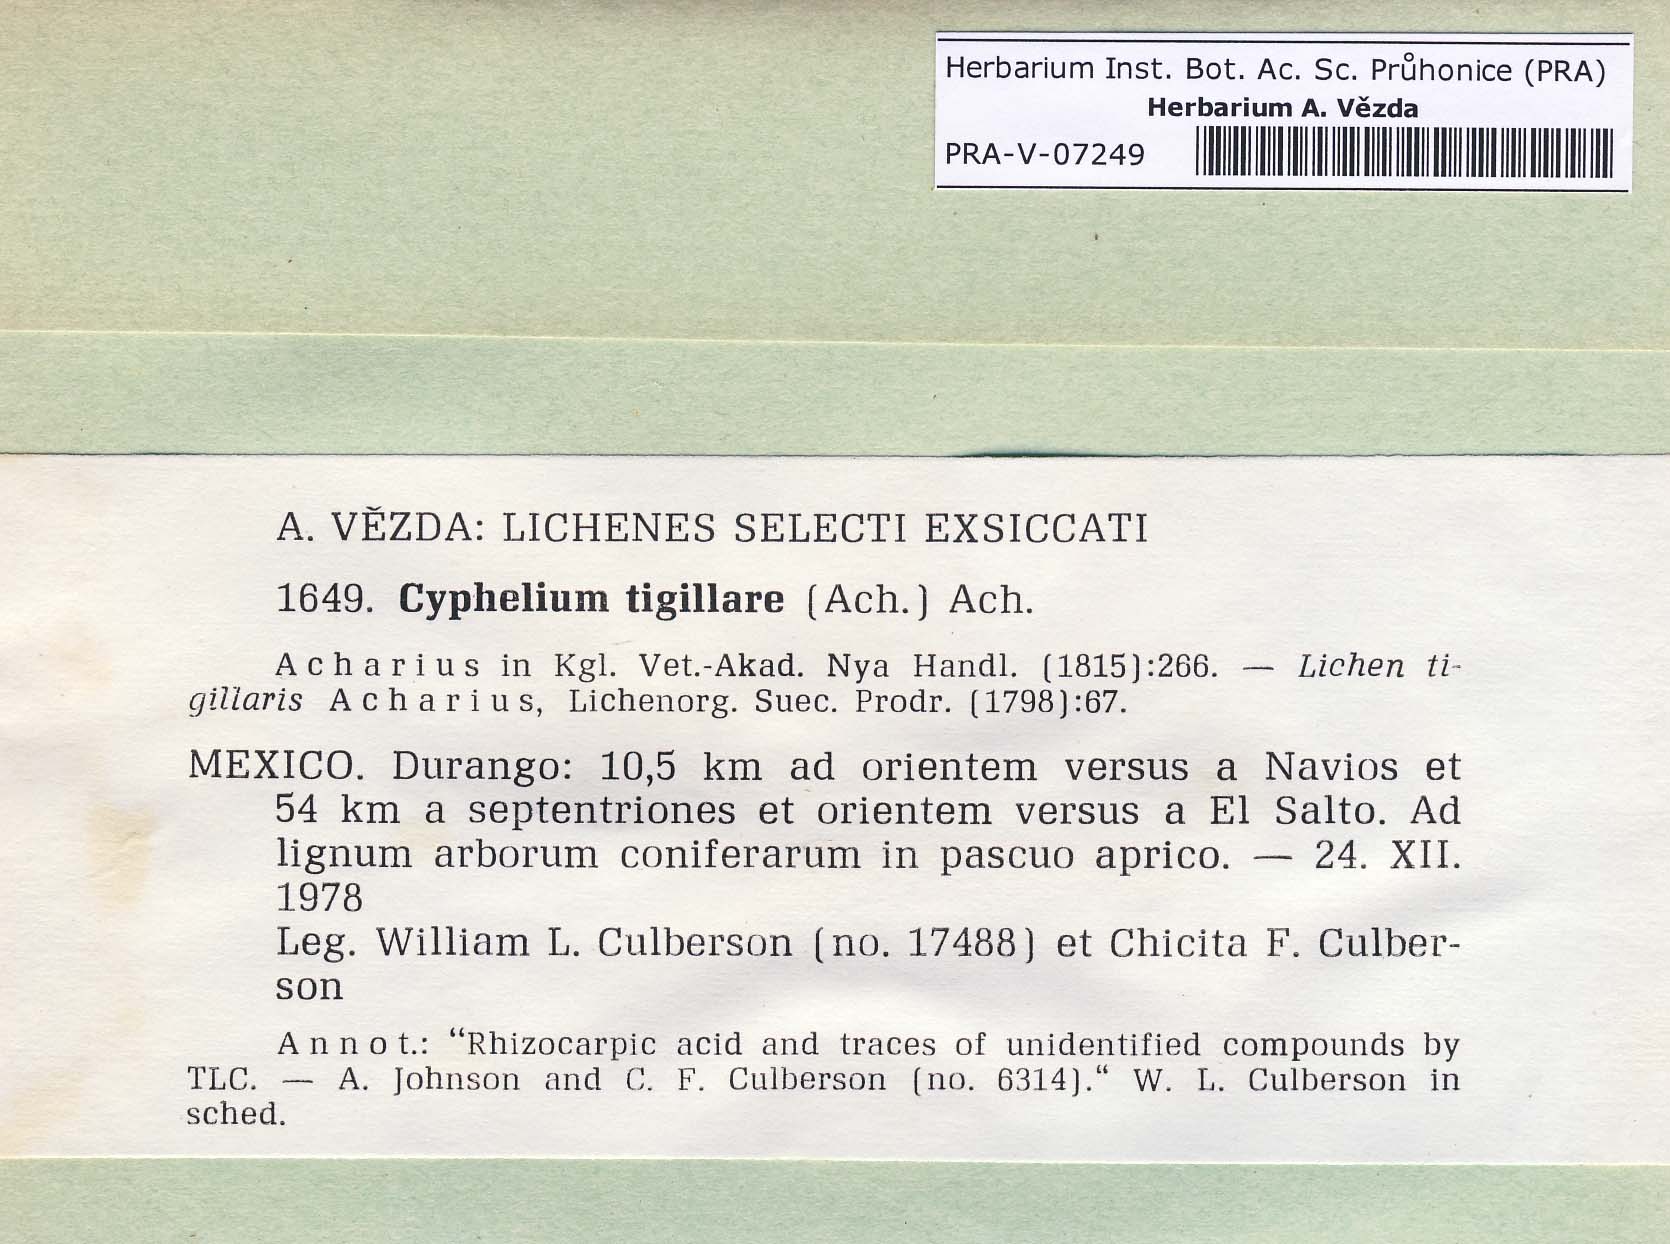 Herbarium Inst. Bot. Ac. Sc. Průhonice (PRA)
Herbarium A. Vězda
PRA-V-07249
A. VĚZDA: LICHENES SELECTI EXSICCATI
1649. Cyphelium tigillare (Ach.) Ach.
Acharius in Kgl. Vet.-Akad. Nya Handl. (1815):266. — Lichen ti-
gillaris Acharius, Lichenorg. Suec. Prodr. (1798):67.
MEXICO. Durango: 10,5 km ad orientem versus a Navios et
54 km a septentriones et orientem versus a El Salto. Ad
lignum arborum coniferarum in pascuo aprico. — 24. XII.
1978
Leg. William L. Culberson (no. 17488) et Chicita F. Culber-
son
Annot.: “Rhizocarpic acid and traces of unidentified compounds by
TLC. — A. Johnson and C. F. Culberson (no. 6314).“ W. L. Culberson in
sched.